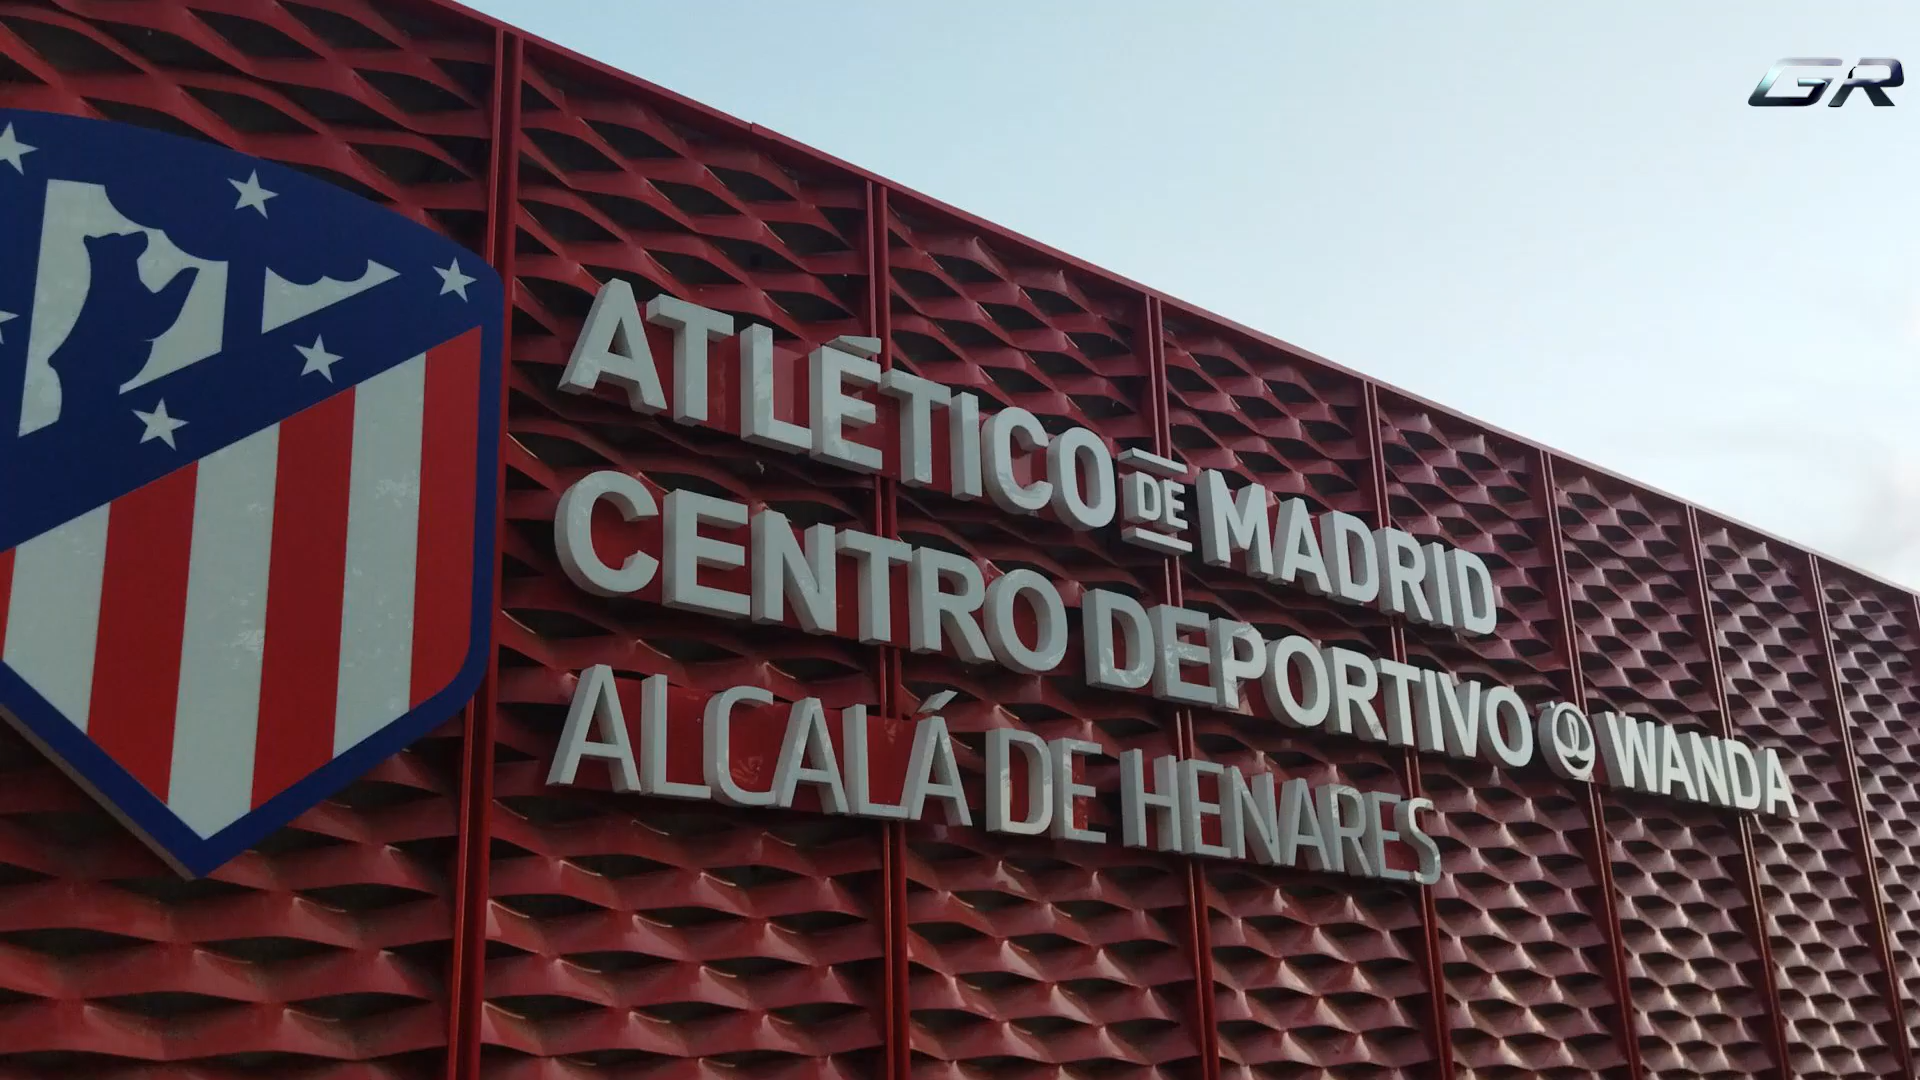 GR
ATLÉTICO DE MADRID
CENTRO DEPORTIVO WANDA
ALCALÁ DE HENARES